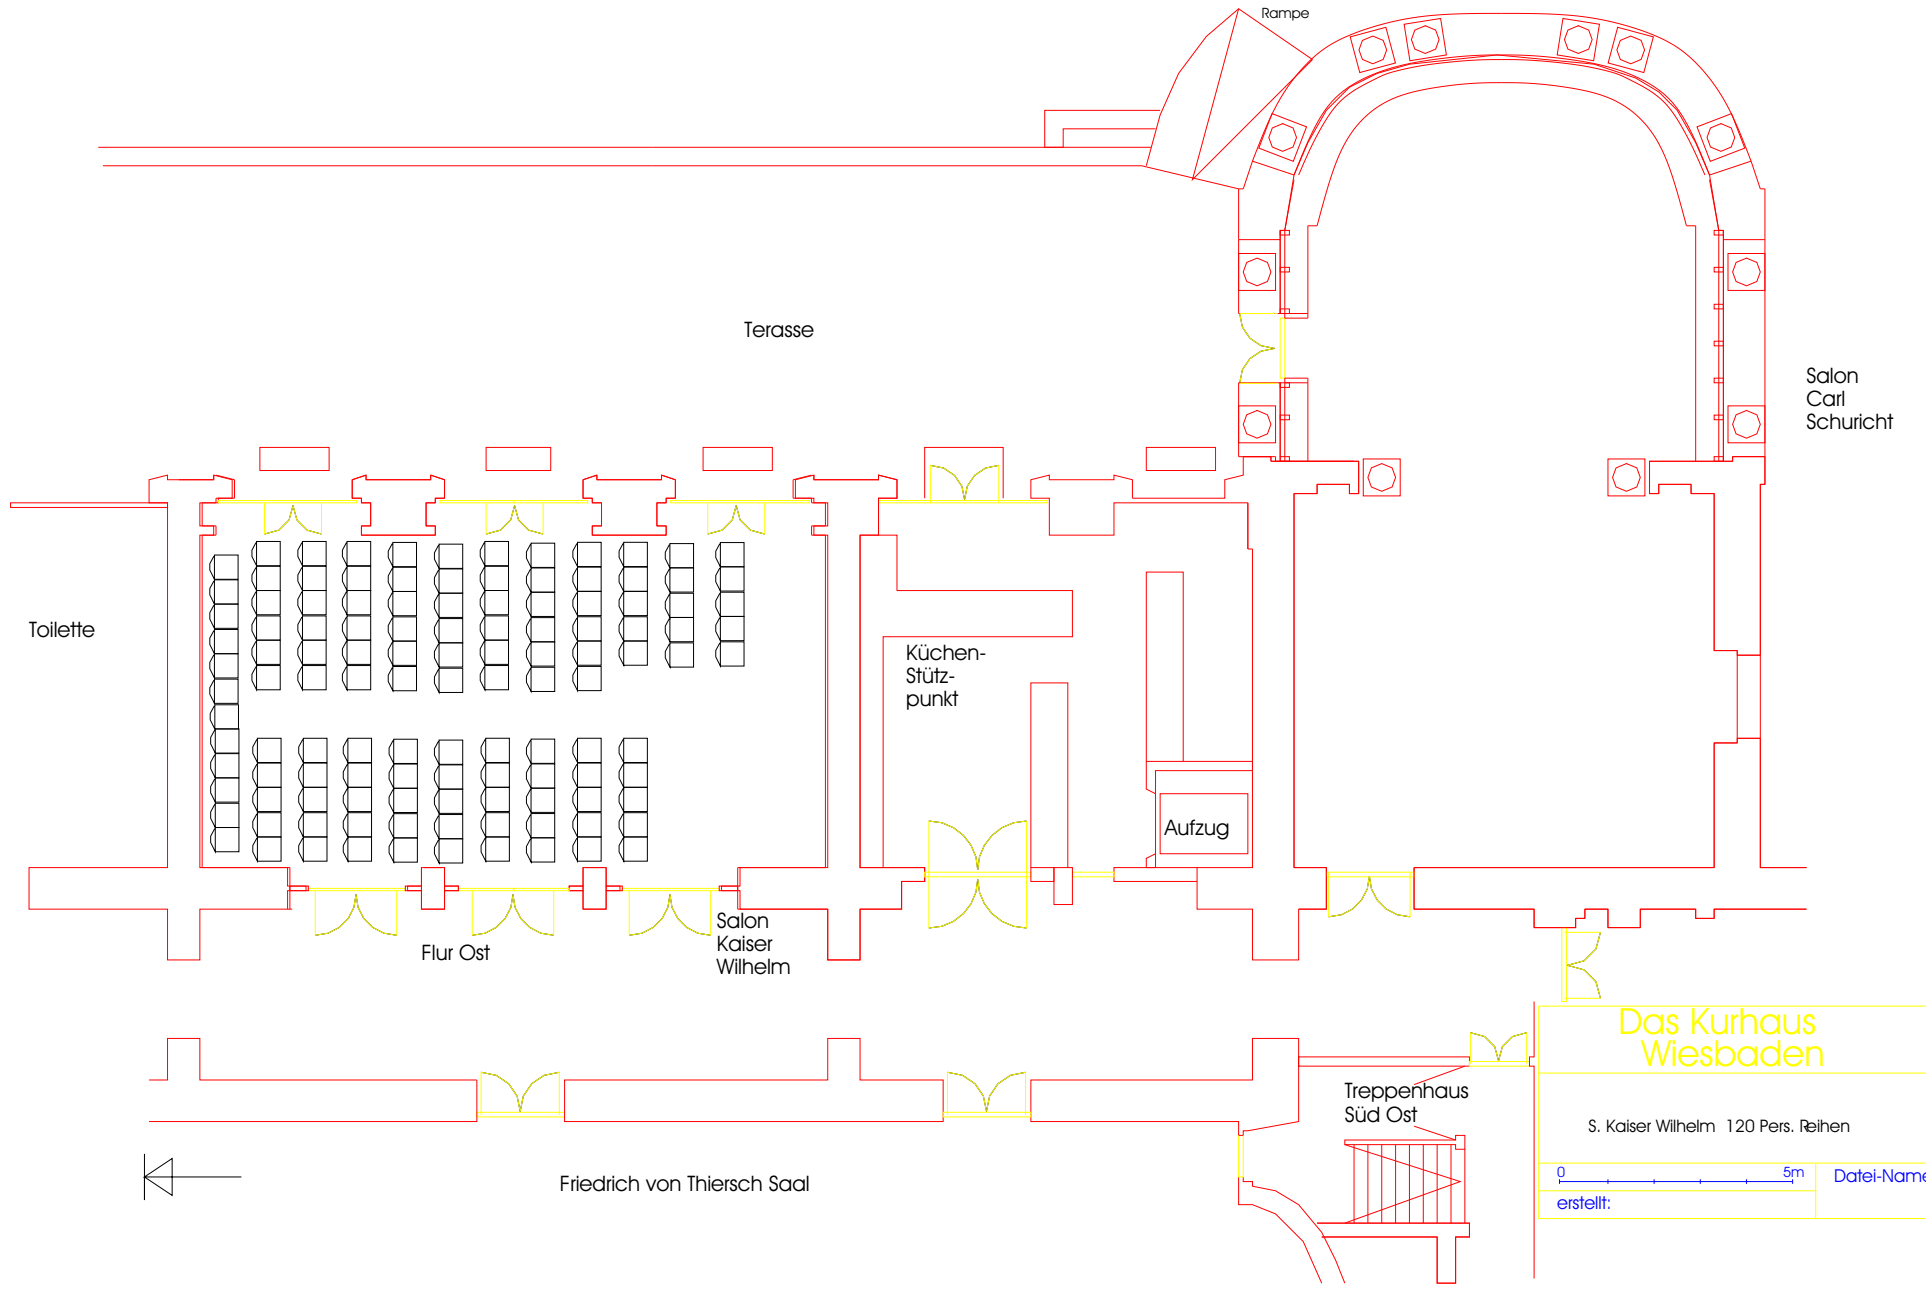 Rampe
Terasse
Salon
Carl
Schuricht
Toilette
Küchen-
Stütz-
punkt
Aufzug
Salon
Kaiser
Wilhelm
Flur Ost
Das Kurhaus
Wiesbaden
Treppenhaus
Süd Ost
S. Kaiser Wilhelm 120 Pers. Reihen
0 5m
Datei-Name
erstellt:
Friedrich von Thiersch Saal